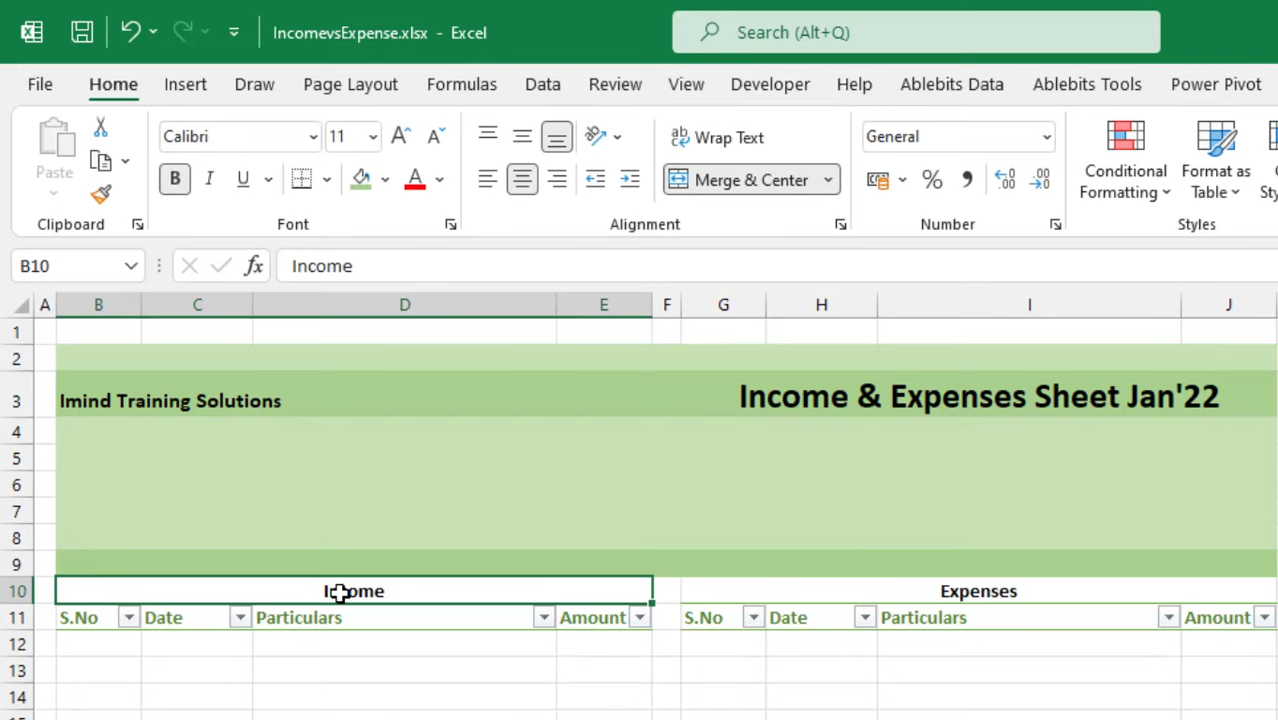 IncomevsExpense.xlsx - Excel
Search (Alt+Q)
File Home Insert Draw Page Layout Formulas Data Review View Developer Help Ablebits Data Ablebits Tools Power Pivot
Paste
Calibri 11
B I U A
ab Wrap Text
Merge & Center
General
% 9
Conditional Formatting
Format as Table
Clipboard Font Alignment Number Styles
B10 fx Income
A B C D E F G H I J
1
2
3 Imind Training Solutions Income & Expenses Sheet Jan'22
4
5
6
7
8
9
10 Income Expenses
11 S.No Date Particulars Amount S.No Date Particulars Amount
12
13
14